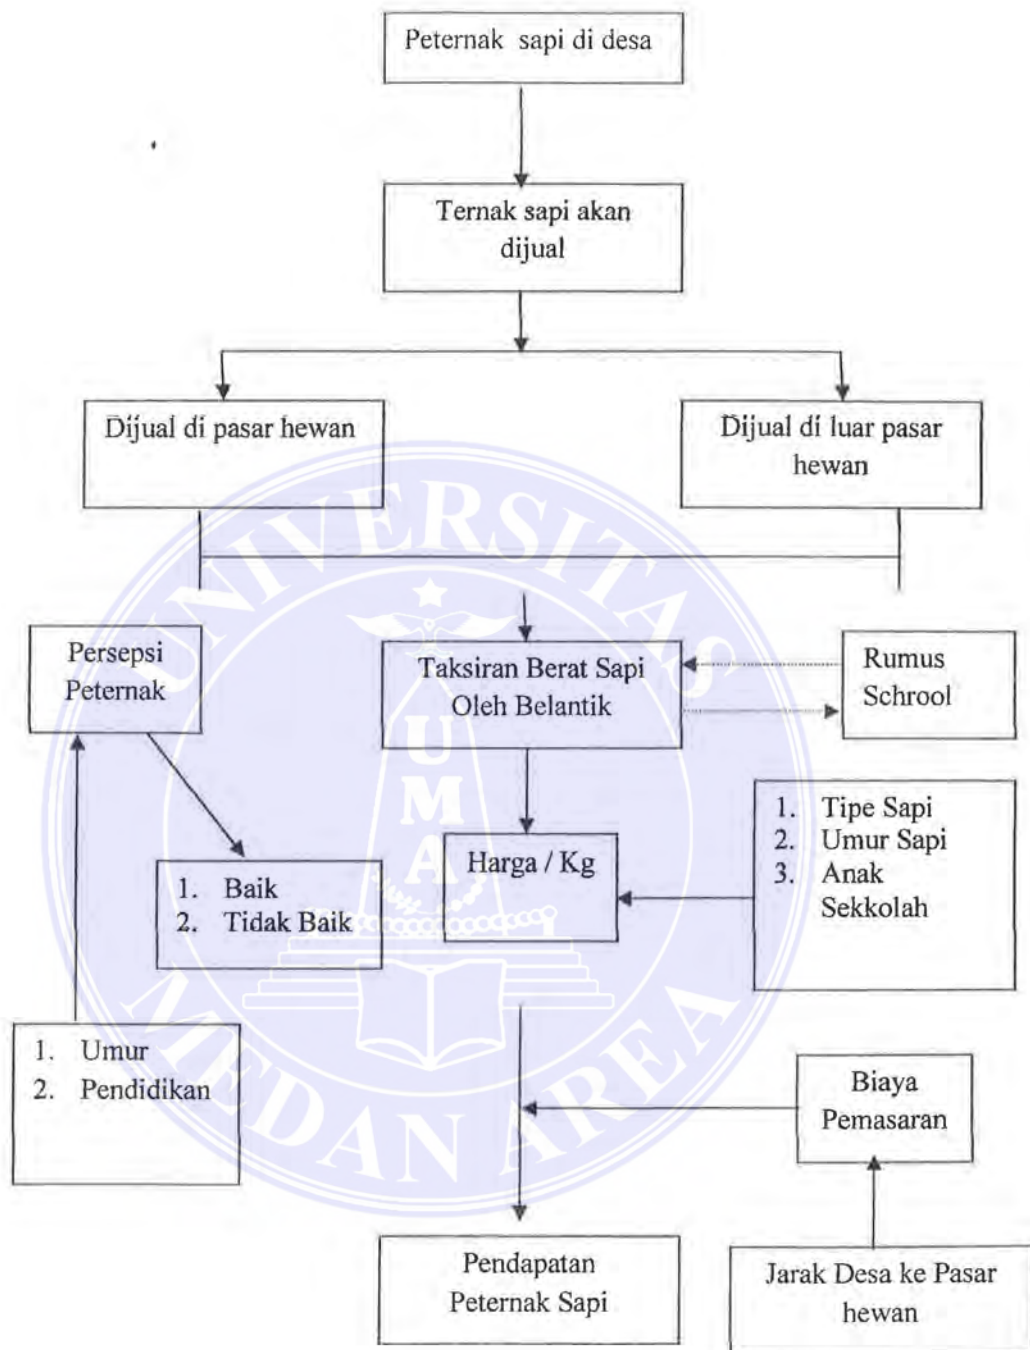 Peternak sapi di desa
Ternak sapi akan
dijual
Dijual di pasar hewan
Dijual di luar pasar
hewan
UNIVERSITAS
MEDAN AREA
UMA
Persepsi
Peternak
Taksiran Berat Sapi
Oleh Belantik
Rumus
Schrool
1. Baik
2. Tidak Baik
Harga / Kg
1. Tipe Sapi
2. Umur Sapi
3. Anak
Sekkolah
1. Umur
2. Pendidikan
Biaya
Pemasaran
Pendapatan
Peternak Sapi
Jarak Desa ke Pasar
hewan